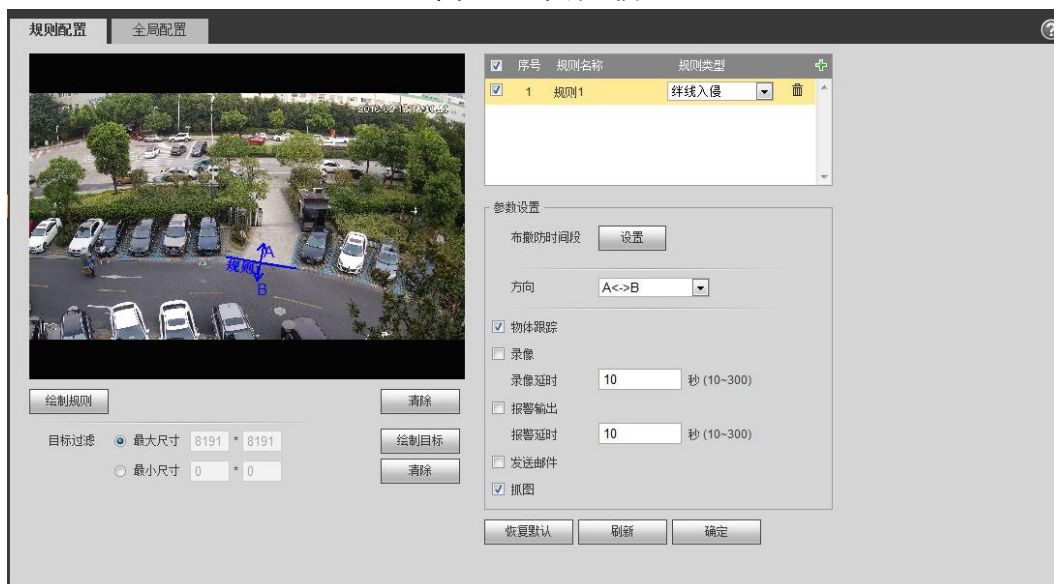 规则配置 全局配置
序号 规则名称 规则类型
1 规则1 绊线入侵
参数设置
布撤防时间段 设置
方向 A<->B
物体跟踪
录像
录像延时 10 秒 (10~300)
报警输出
报警延时 10 秒 (10~300)
发送邮件
抓图
恢复默认 刷新 确定
A
规则1
B
绘制规则 清除
目标过滤 最大尺寸 8191 * 8191 绘制目标
最小尺寸 0 * 0 清除